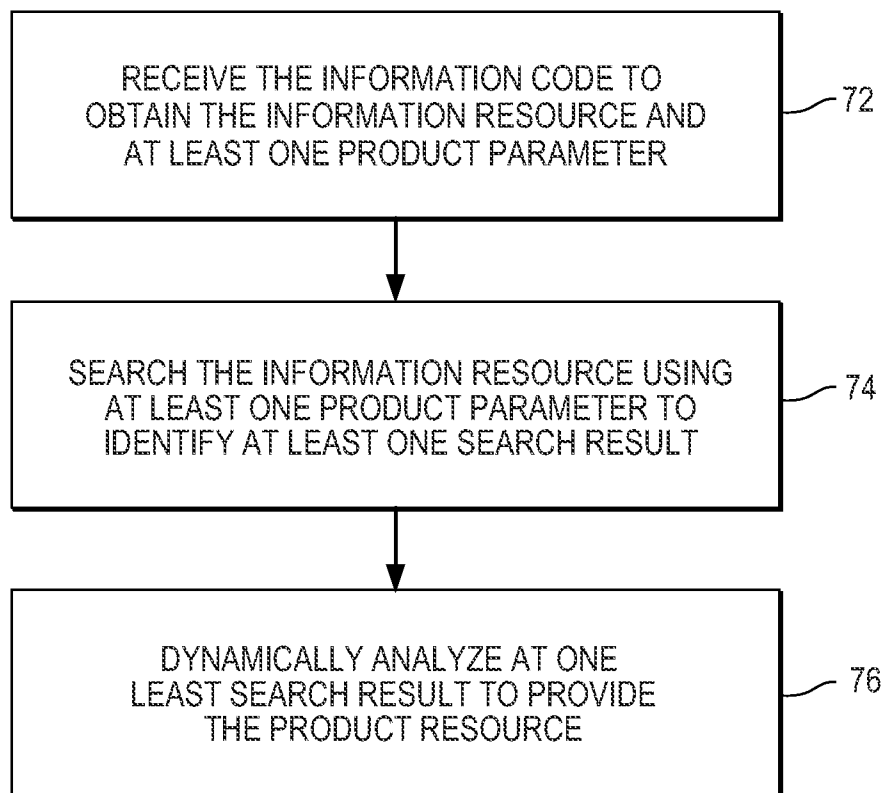 RECEIVE THE INFORMATION CODE TO
OBTAIN THE INFORMATION RESOURCE AND
AT LEAST ONE PRODUCT PARAMETER
72
SEARCH THE INFORMATION RESOURCE USING
AT LEAST ONE PRODUCT PARAMETER TO
IDENTIFY AT LEAST ONE SEARCH RESULT
74
DYNAMICALLY ANALYZE AT ONE
LEAST SEARCH RESULT TO PROVIDE
THE PRODUCT RESOURCE
76